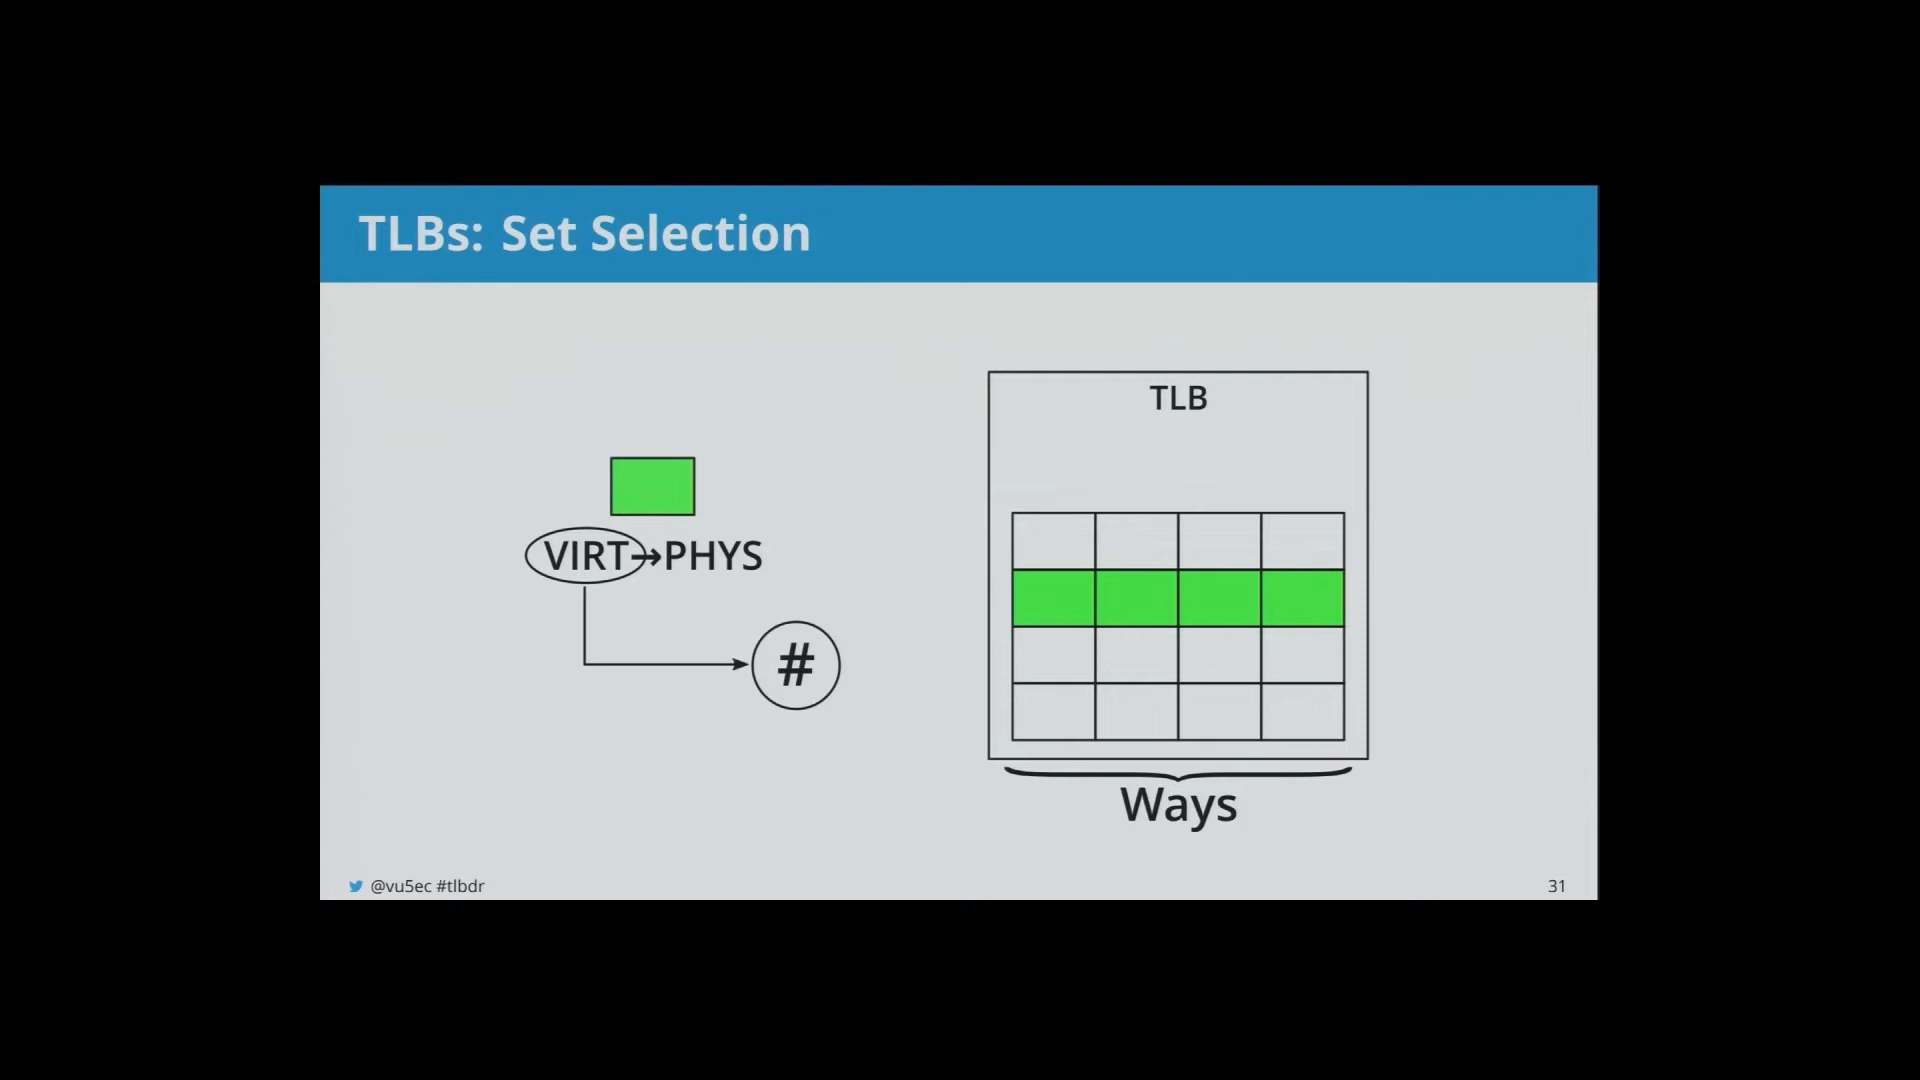 TLBs: Set Selection
TLB
VIRT→PHYS
#
Ways
@vu5ec #tlbdr
31